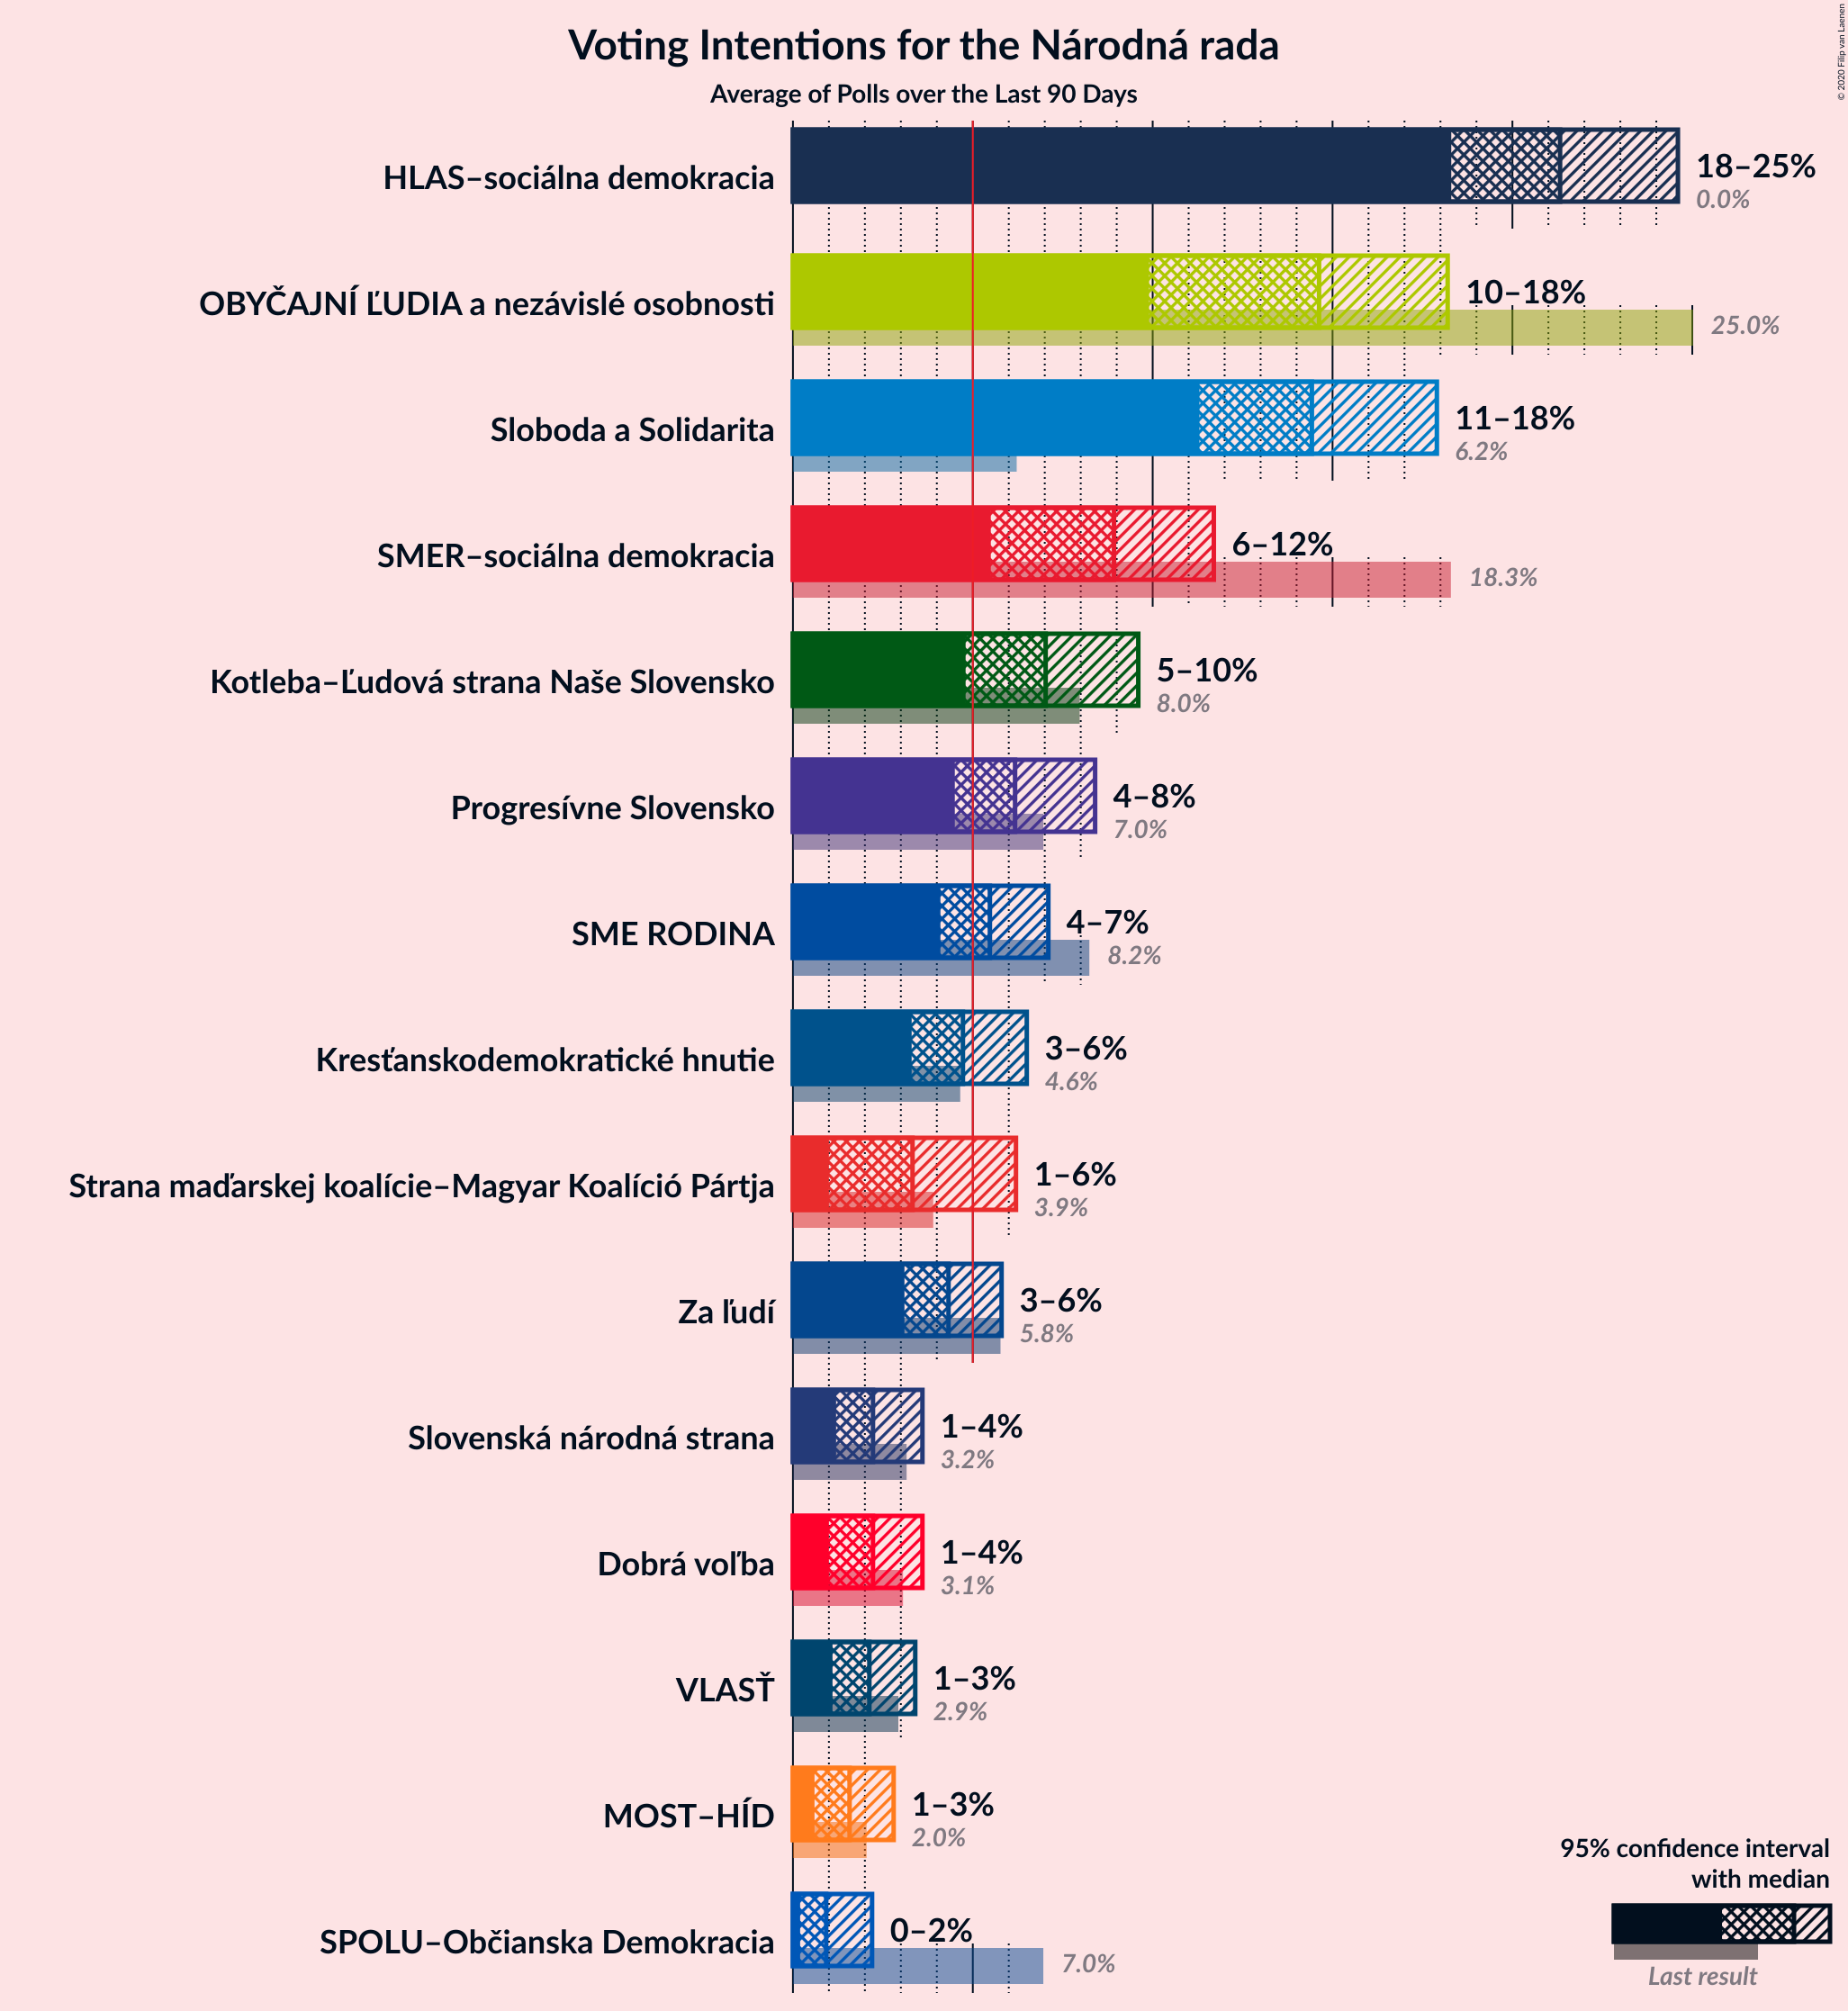 Voting Intentions for the Národná rada
Average of Polls over the Last 90 Days
© 2020 Filip van Laenen
HLAS–sociálna demokracia
18–25%
0.0%
OBYČAJNÍ ĽUDIA a nezávislé osobnosti
10–18%
25.0%
Sloboda a Solidarita
11–18%
6.2%
SMER–sociálna demokracia
6–12%
18.3%
Kotleba–Ľudová strana Naše Slovensko
5–10%
8.0%
Progresívne Slovensko
4–8%
7.0%
SME RODINA
4–7%
8.2%
Kresťanskodemokratické hnutie
3–6%
4.6%
Strana maďarskej koalície–Magyar Koalíció Pártja
1–6%
3.9%
Za ľudí
3–6%
5.8%
Slovenská národná strana
1–4%
3.2%
Dobrá voľba
1–4%
3.1%
VLASŤ
1–3%
2.9%
MOST–HÍD
1–3%
2.0%
SPOLU–Občianska Demokracia
0–2%
7.0%
95% confidence interval
with median
Last result